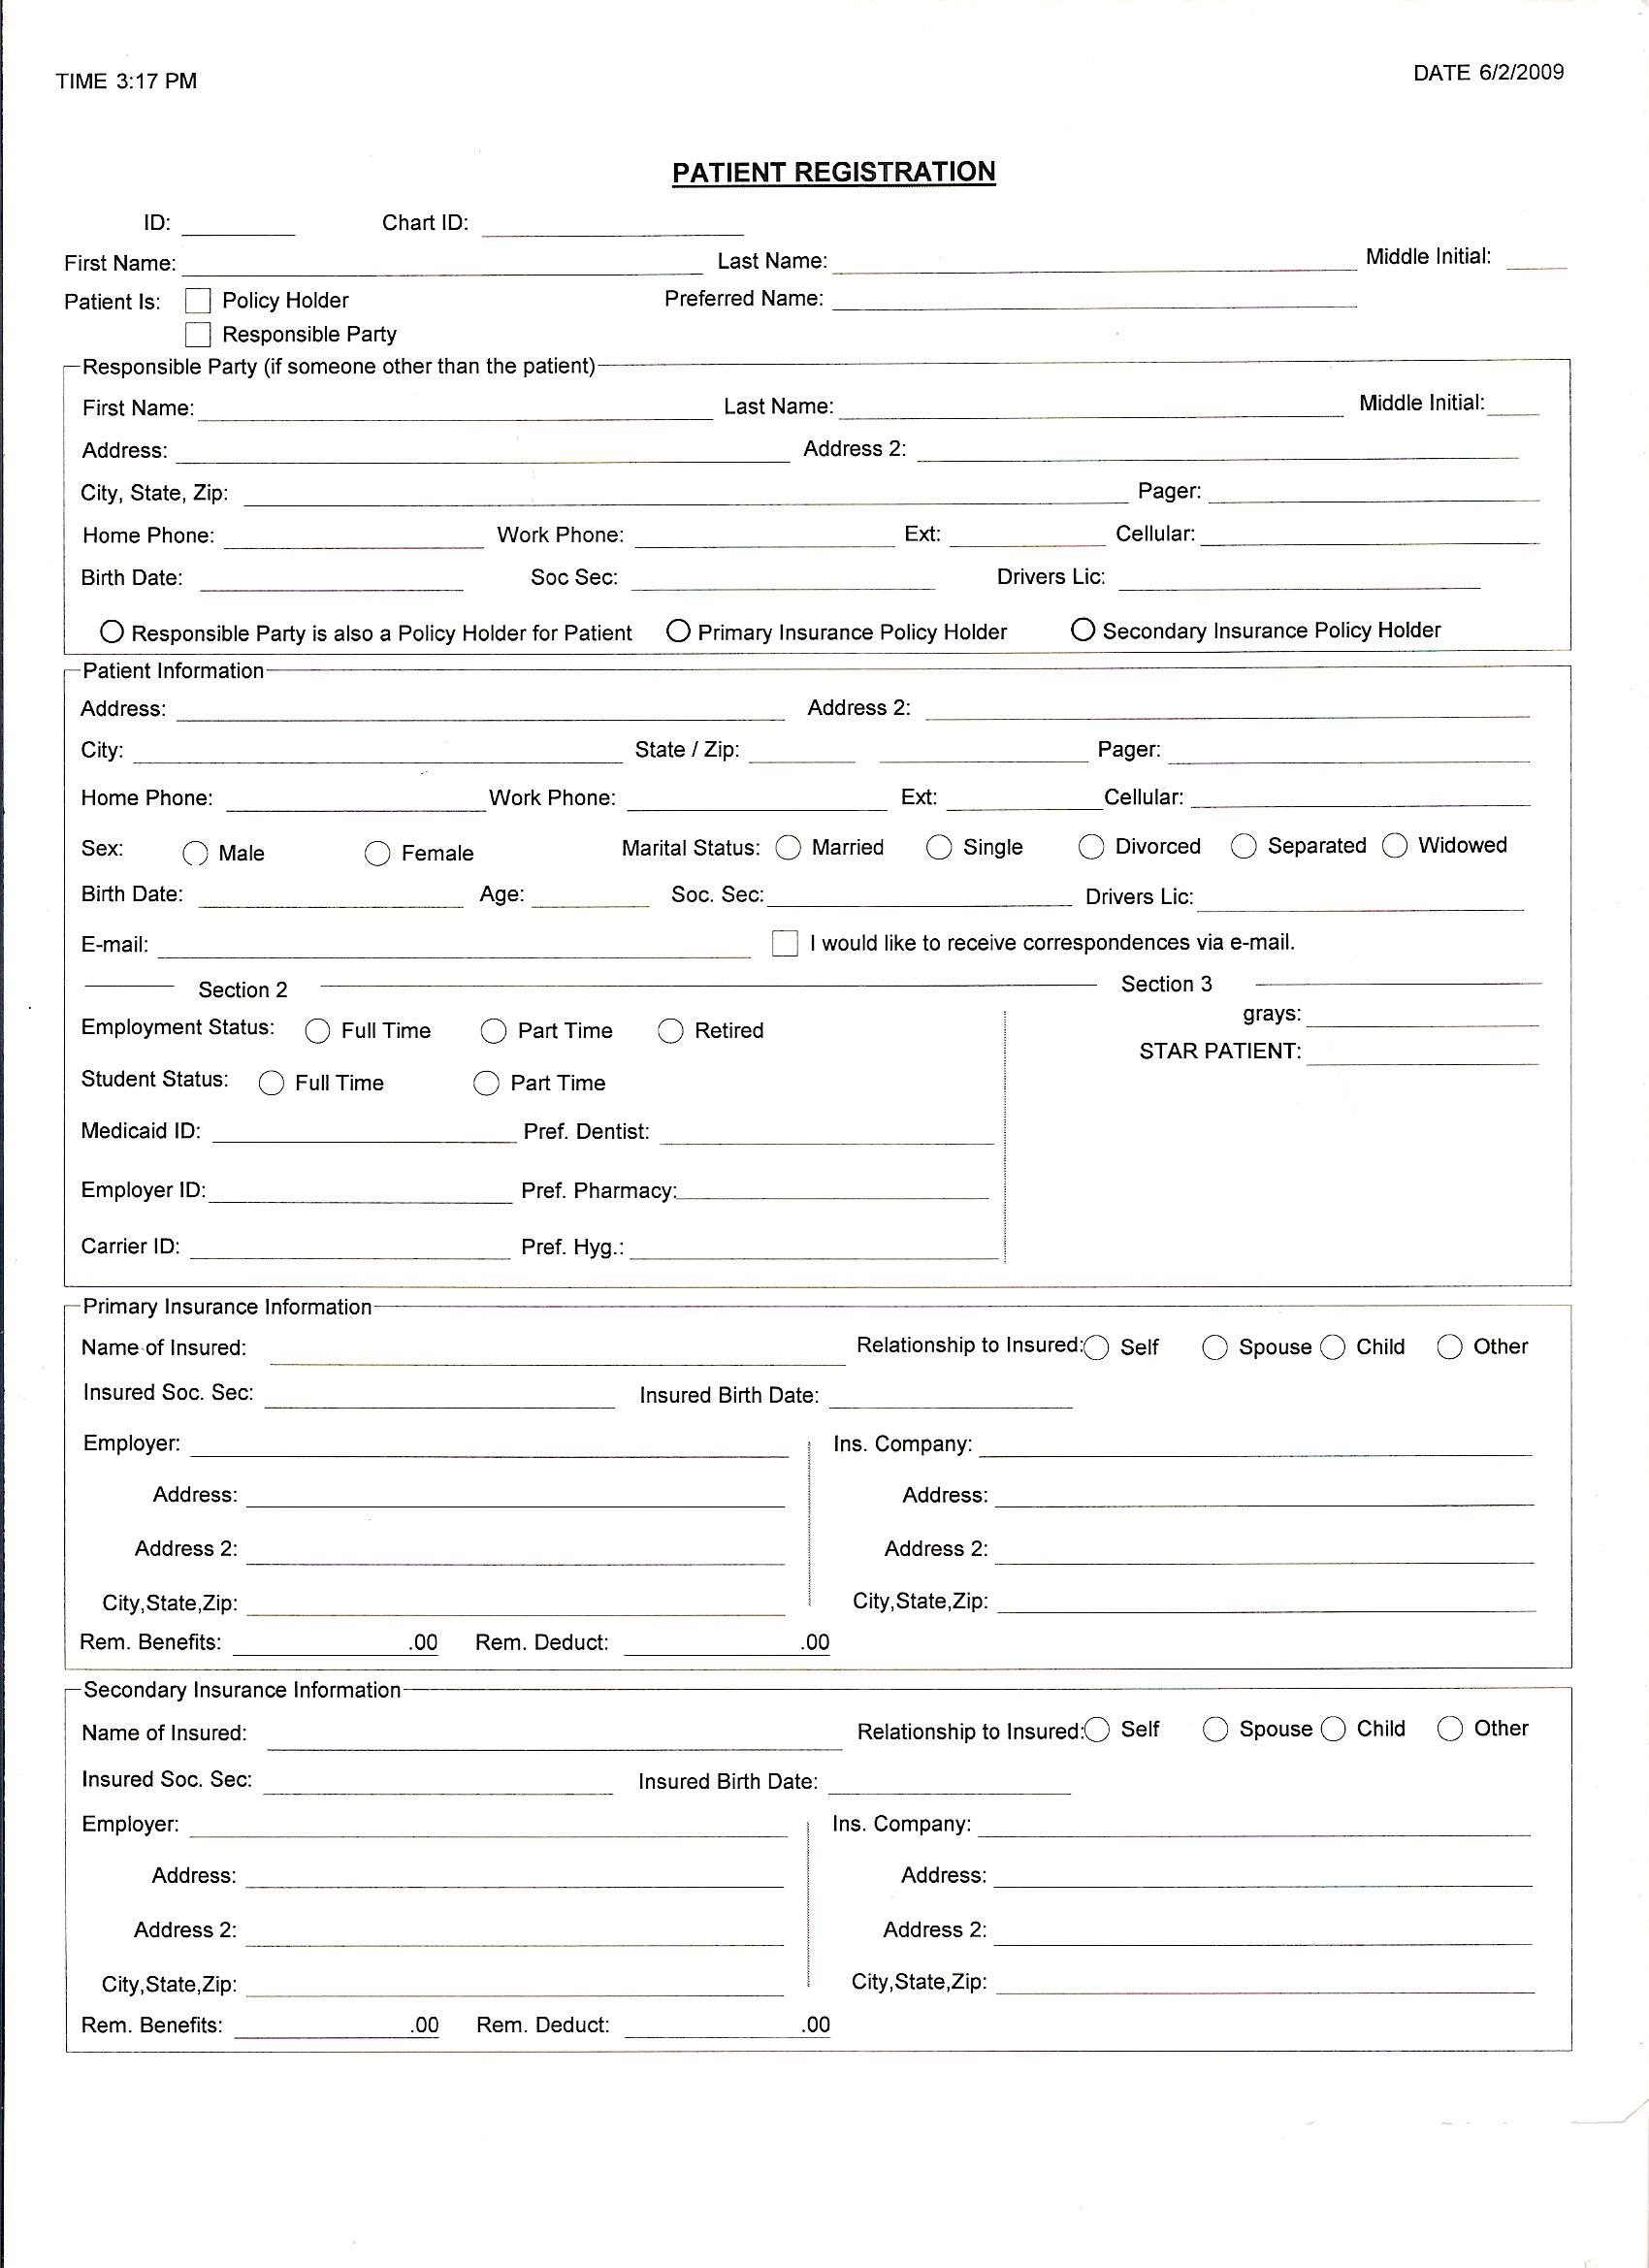 TIME 3:17 PM DATE 6/2/2009
PATIENT REGISTRATION
ID: Chart ID:
First Name: Last Name: Middle Initial:
Patient Is: Policy Holder Preferred Name:
Responsible Party
Responsible Party (if someone other than the patient)
First Name: Last Name: Middle Initial:
Address: Address 2:
City, State, Zip: Pager:
Home Phone: Work Phone: Ext: Cellular:
Birth Date: Soc Sec: Drivers Lic:
Responsible Party is also a Policy Holder for Patient Primary Insurance Policy Holder Secondary Insurance Policy Holder
Patient Information
Address: Address 2:
City: State / Zip: Pager:
Home Phone: Work Phone: Ext: Cellular:
Sex: Male Female Marital Status: Married Single Divorced Separated Widowed
Birth Date: Age: Soc. Sec: Drivers Lic:
E-mail: I would like to receive correspondences via e-mail.
Section 2 Section 3
grays:
Employment Status: Full Time Part Time Retired
STAR PATIENT:
Student Status: Full Time Part Time
Medicaid ID: Pref. Dentist:
Employer ID: Pref. Pharmacy:
Carrier ID: Pref. Hyg.:
Primary Insurance Information
Name of Insured: Relationship to Insured: Self Spouse Child Other
Insured Soc. Sec: Insured Birth Date:
Employer: Ins. Company:
Address: Address:
Address 2: Address 2:
City,State,Zip: City,State,Zip:
Rem. Benefits: .00 Rem. Deduct: .00
Secondary Insurance Information
Name of Insured: Relationship to Insured: Self Spouse Child Other
Insured Soc. Sec: Insured Birth Date:
Employer: Ins. Company:
Address: Address:
Address 2: Address 2:
City,State,Zip: City,State,Zip:
Rem. Benefits: .00 Rem. Deduct: .00